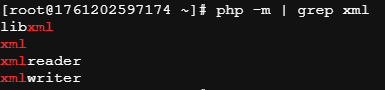 [root@1761202597174 ~]# php -m | grep xml
libxml
xml
xmlreader
xmlwriter